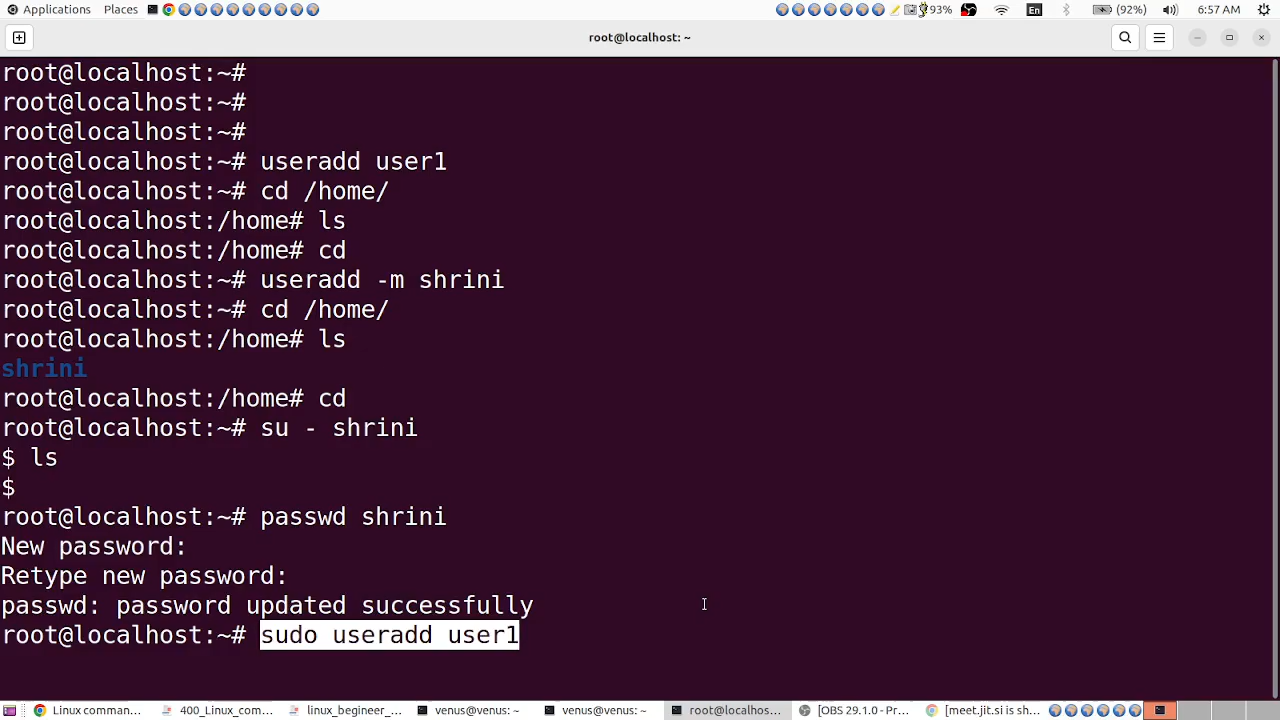 Applications Places 93% En (92%) 6:57 AM
root@localhost: ~
root@localhost:~#
root@localhost:~#
root@localhost:~#
root@localhost:~# useradd user1
root@localhost:~# cd /home/
root@localhost:/home# ls
root@localhost:/home# cd
root@localhost:~# useradd -m shrini
root@localhost:~# cd /home/
root@localhost:/home# ls
shrini
root@localhost:/home# cd
root@localhost:~# su - shrini
$ ls
$
root@localhost:~# passwd shrini
New password:
Retype new password:
passwd: password updated successfully
root@localhost:~# sudo useradd user1
Linux comman... 400_Linux_com... linux_begineer_... venus@venus: ~ venus@venus: ~ root@localhos... [OBS 29.1.0 - Pr... [meet.jit.si is sh...